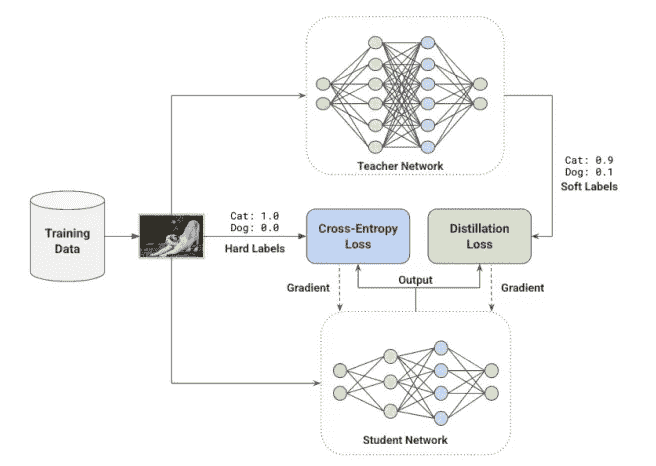 Teacher Network
Cat: 0.9
Dog: 0.1
Soft Labels
Training
Data
Cat: 1.0
Dog: 0.0
Hard Labels
Cross-Entropy
Loss
Distillation
Loss
Gradient
Output
Gradient
Student Network